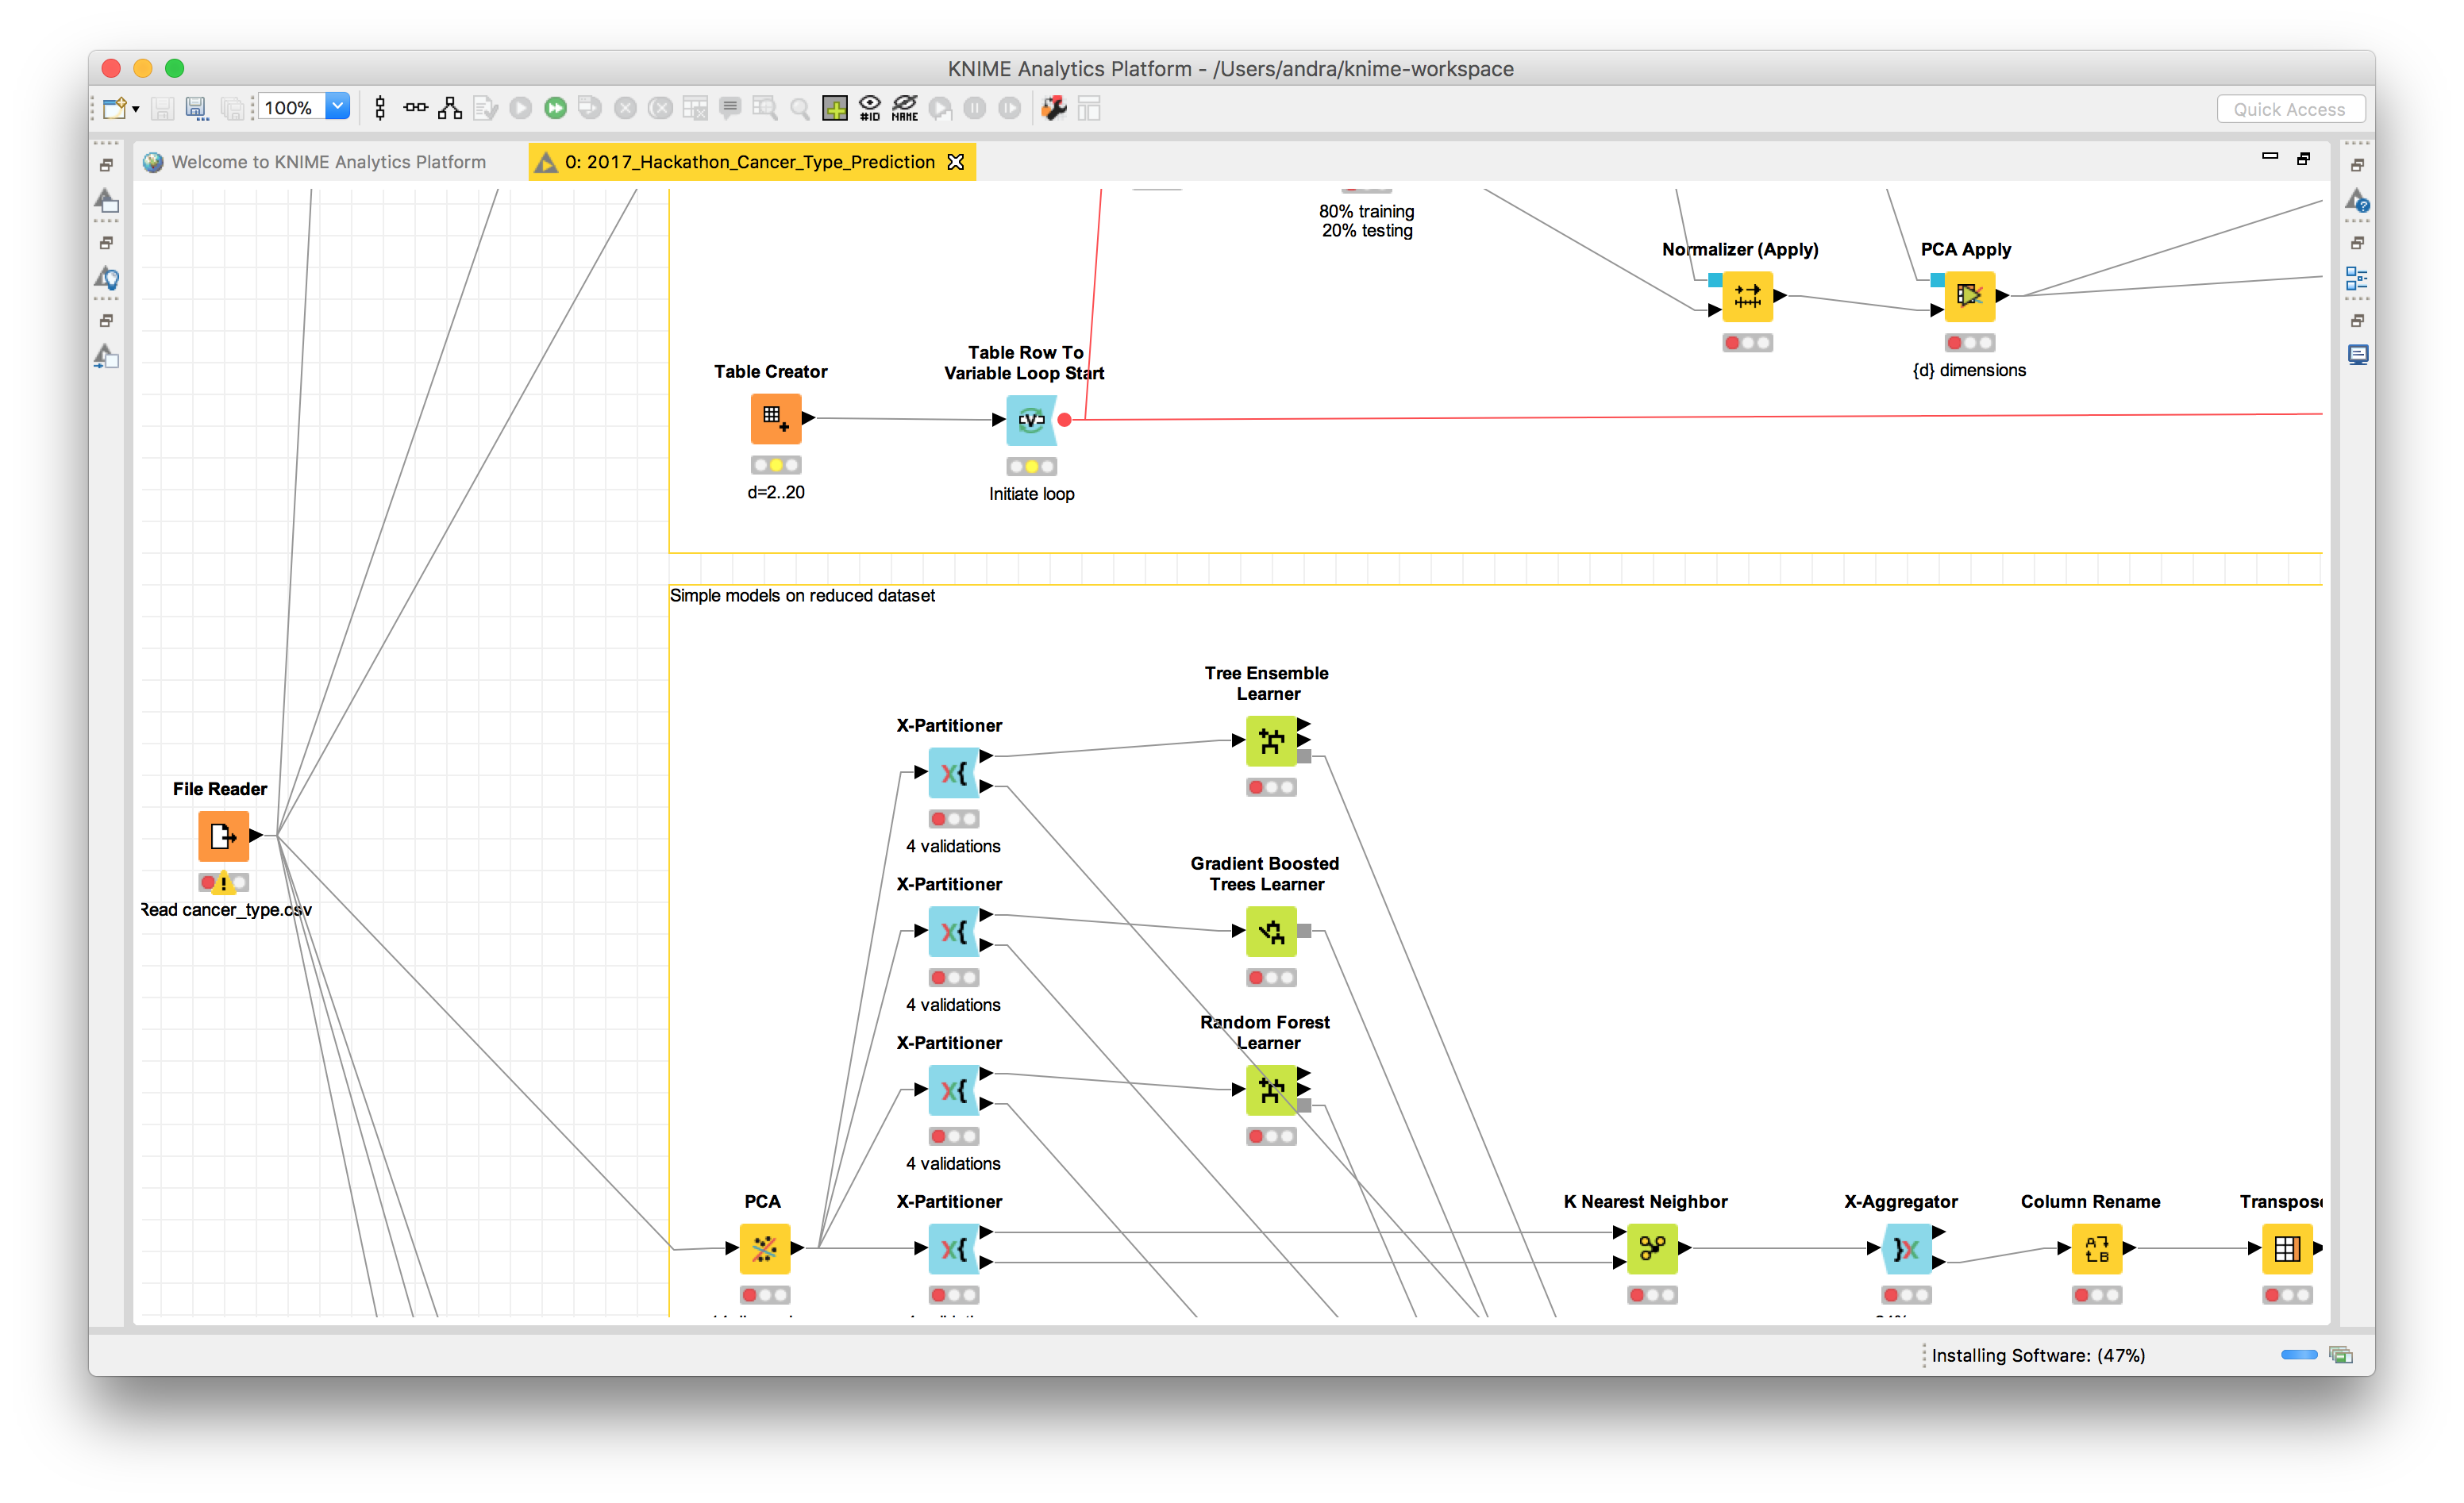 KNIME Analytics Platform - /Users/andra/knime-workspace
100%
#ID
NAME
Quick Access
Welcome to KNIME Analytics Platform
0: 2017_Hackathon_Cancer_Type_Prediction
80% training
20% testing
Normalizer (Apply)
PCA Apply
{d} dimensions
Table Creator
Table Row To
Variable Loop Start
d=2..20
Initiate loop
Simple models on reduced dataset
Tree Ensemble
Learner
X-Partitioner
4 validations
File Reader
Read cancer_type.csv
Gradient Boosted
Trees Learner
X-Partitioner
4 validations
Random Forest
Learner
X-Partitioner
4 validations
PCA
X-Partitioner
K Nearest Neighbor
X-Aggregator
Column Rename
Transpose
Installing Software: (47%)